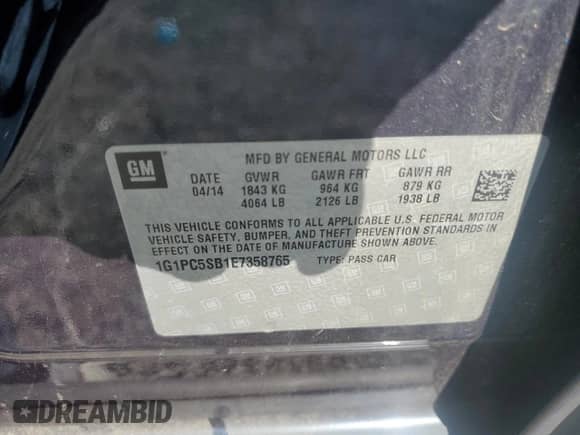 GM
MFD BY GENERAL MOTORS LLC
DATE GVWR GAWR FRT GAWR RR
04/14 1843 KG 964 KG 879 KG
4064 LB 2126 LB 1938 LB
THIS VEHICLE CONFORMS TO ALL APPLICABLE U.S. FEDERAL MOTOR
VEHICLE SAFETY, BUMPER, AND THEFT PREVENTION STANDARDS IN
EFFECT ON THE DATE OF MANUFACTURE SHOWN ABOVE.
1G1PC5SB1E7358765 TYPE: PASS CAR
DREAMBID